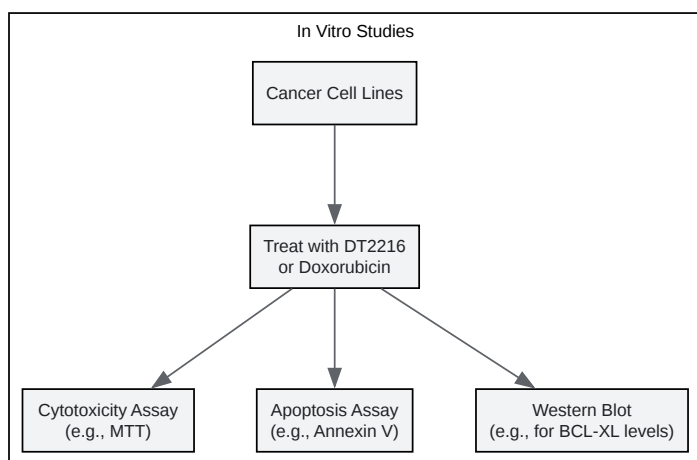 In Vitro Studies
Cancer Cell Lines
Treat with DT2216
or Doxorubicin
Cytotoxicity Assay
(e.g., MTT)
Apoptosis Assay
(e.g., Annexin V)
Western Blot
(e.g., for BCL-XL levels)